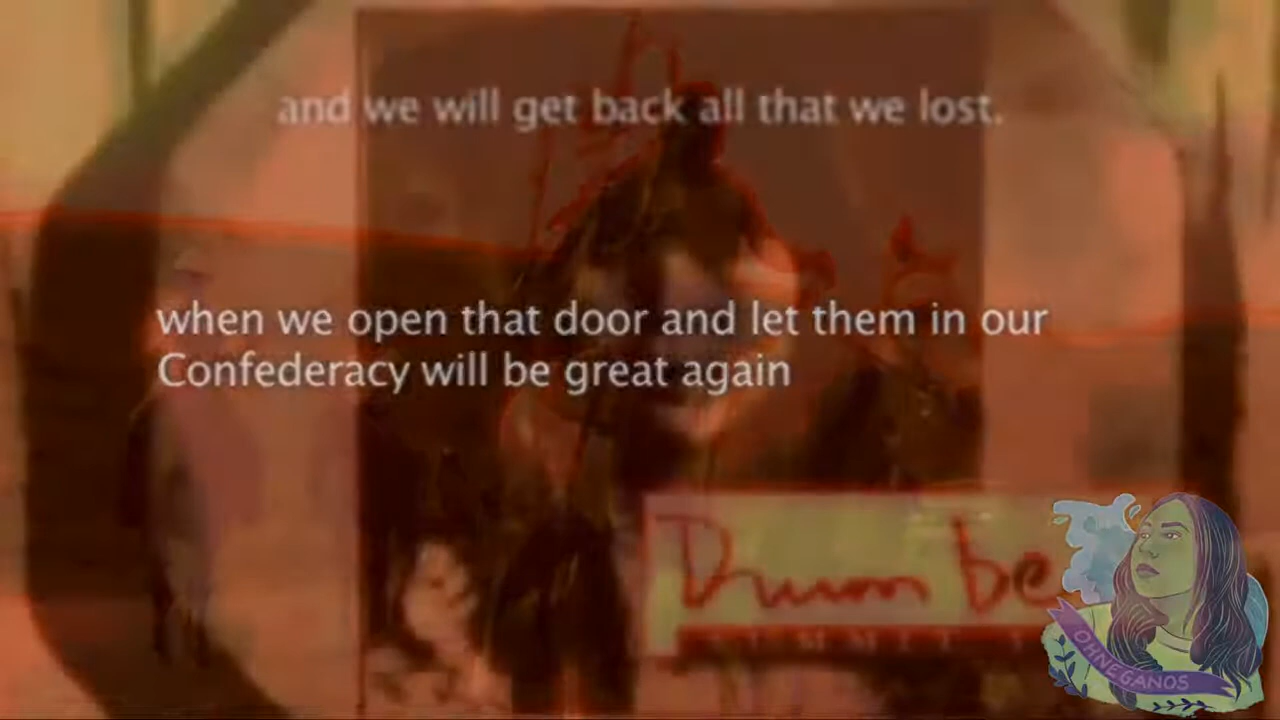 and we will get back all that we lost.
when we open that door and let them in our
Confederacy will be great again
be
OHNEGANOS